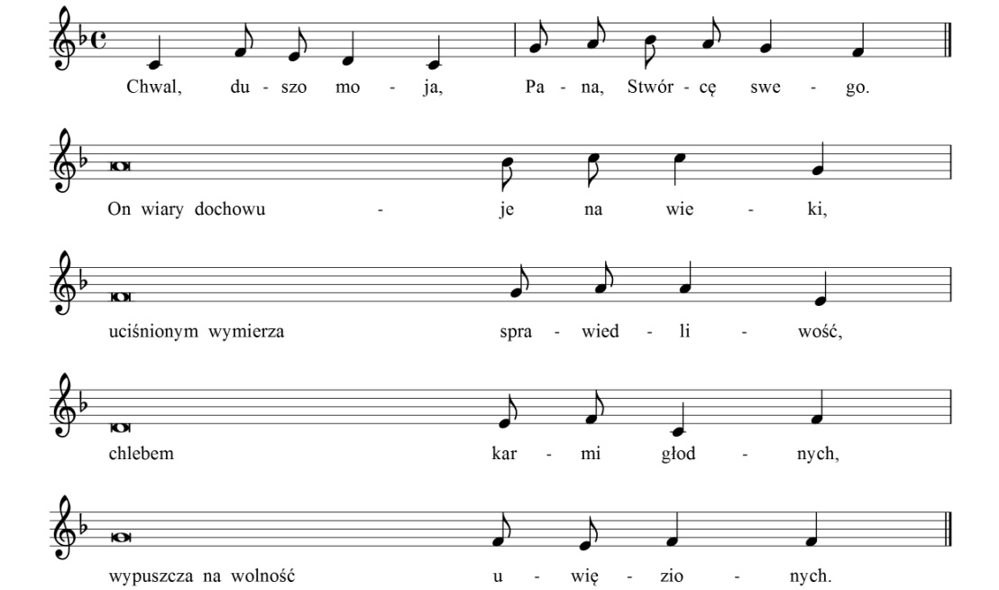 Chwal, du - szo mo - ja, Pa - na, Stwór - cę swe - go.
On wiary dochowu - je na wie - ki,
uciśnionym wymierza spra - wied - li - wość,
chlebem kar - mi głod - nych,
wypuszcza na wolność u - wię - zio - nych.